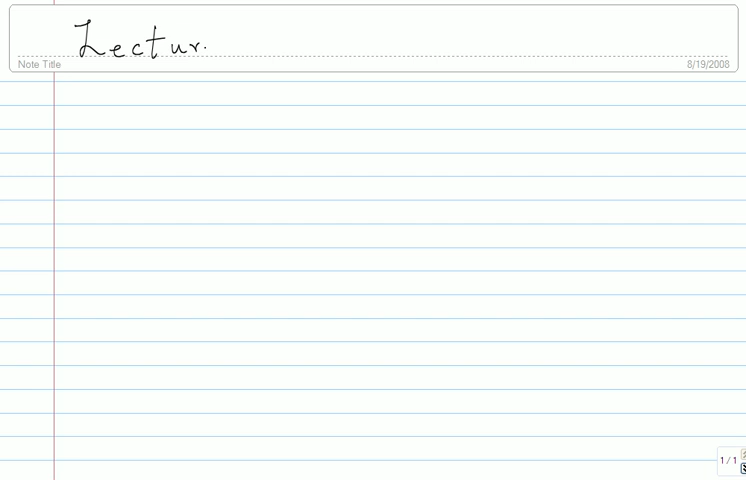 Lectur.
Note Title
8/19/2008
1 / 1